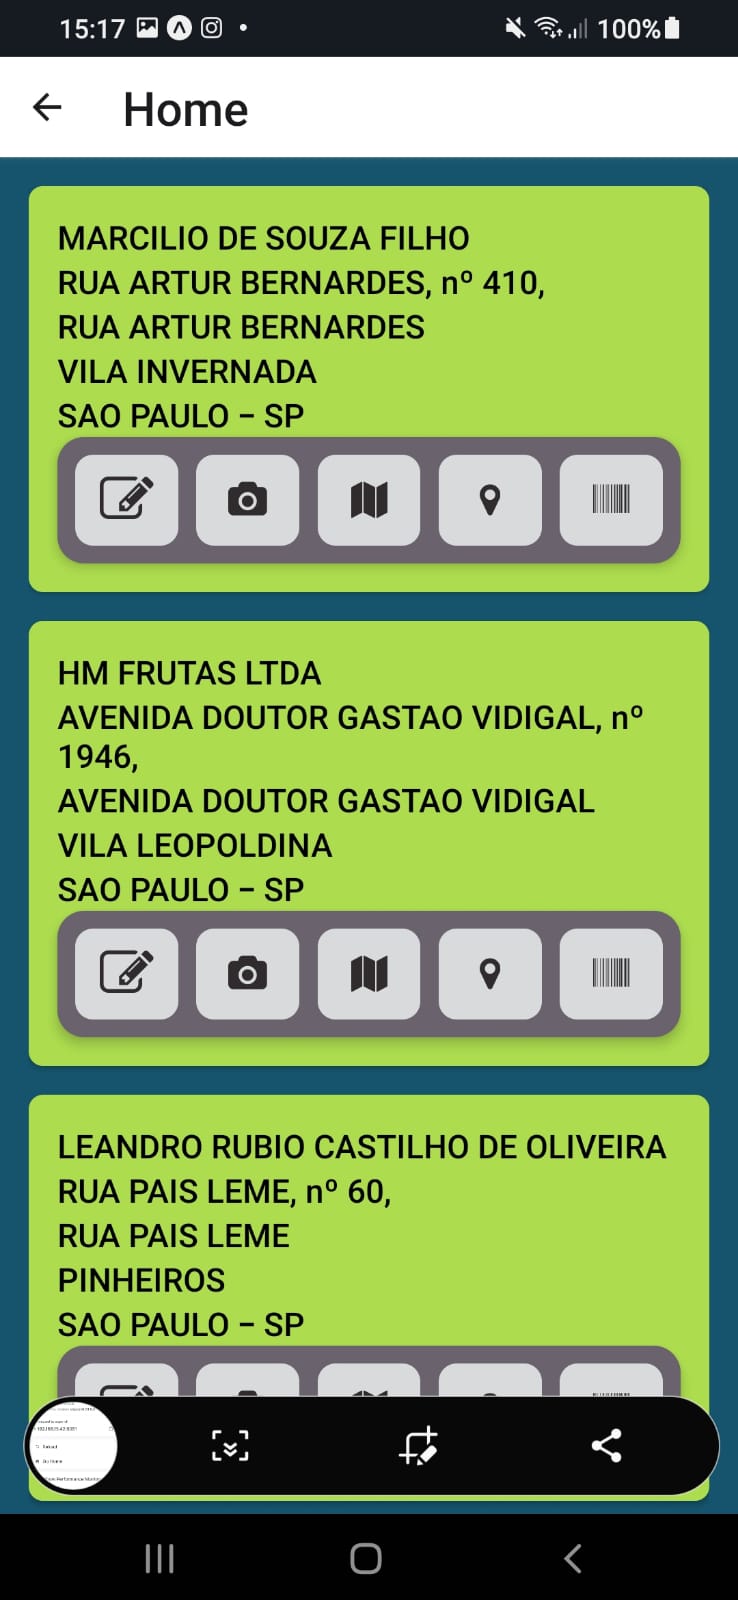 15:17
100%
Home
MARCILIO DE SOUZA FILHO
RUA ARTUR BERNARDES, nº 410,
RUA ARTUR BERNARDES
VILA INVERNADA
SAO PAULO - SP
HM FRUTAS LTDA
AVENIDA DOUTOR GASTAO VIDIGAL, nº
1946,
AVENIDA DOUTOR GASTAO VIDIGAL
VILA LEOPOLDINA
SAO PAULO - SP
LEANDRO RUBIO CASTILHO DE OLIVEIRA
RUA PAIS LEME, nº 60,
RUA PAIS LEME
PINHEIROS
SAO PAULO - SP
Reload